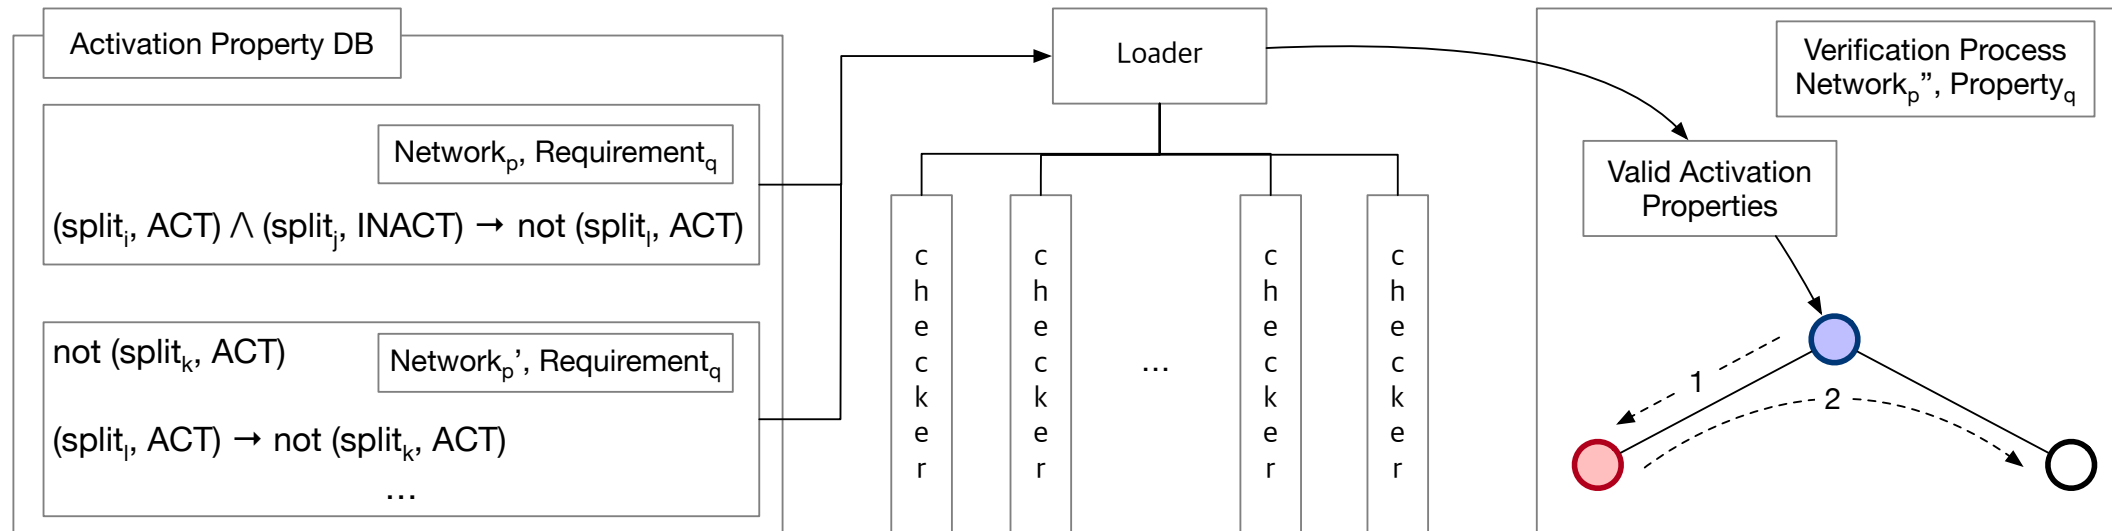 Activation Property DB
Network_p, Requirement_q
(split_i, ACT) ∧ (split_j, INACT) → not (split_l, ACT)
not (split_k, ACT)
Network_p’, Requirement_q
(split_l, ACT) → not (split_k, ACT)
...
Loader
checker
checker
...
checker
checker
Verification Process
Network_p”, Property_q
Valid Activation
Properties
1
2